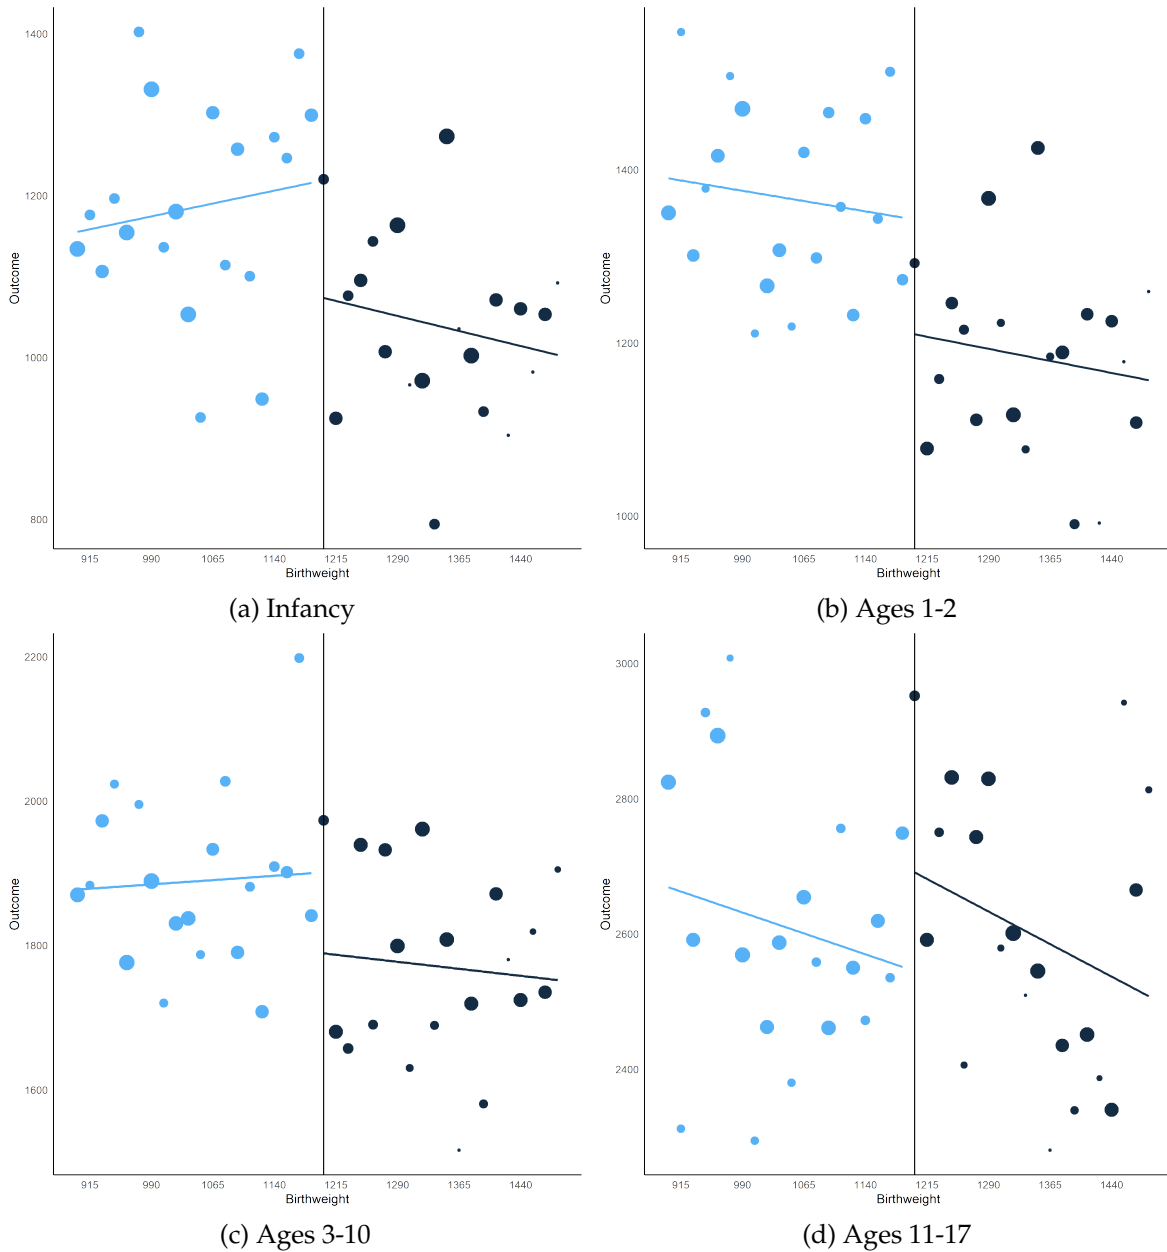 1400
1200
1000
800
Outcome
915 990 1065 1140 1215 1290 1365 1440
Birthweight
(a) Infancy
1400
1200
1000
Outcome
915 990 1065 1140 1215 1290 1365 1440
Birthweight
(b) Ages 1-2
2200
2000
1800
1600
Outcome
915 990 1065 1140 1215 1290 1365 1440
Birthweight
(c) Ages 3-10
3000
2800
2600
2400
Outcome
915 990 1065 1140 1215 1290 1365 1440
Birthweight
(d) Ages 11-17